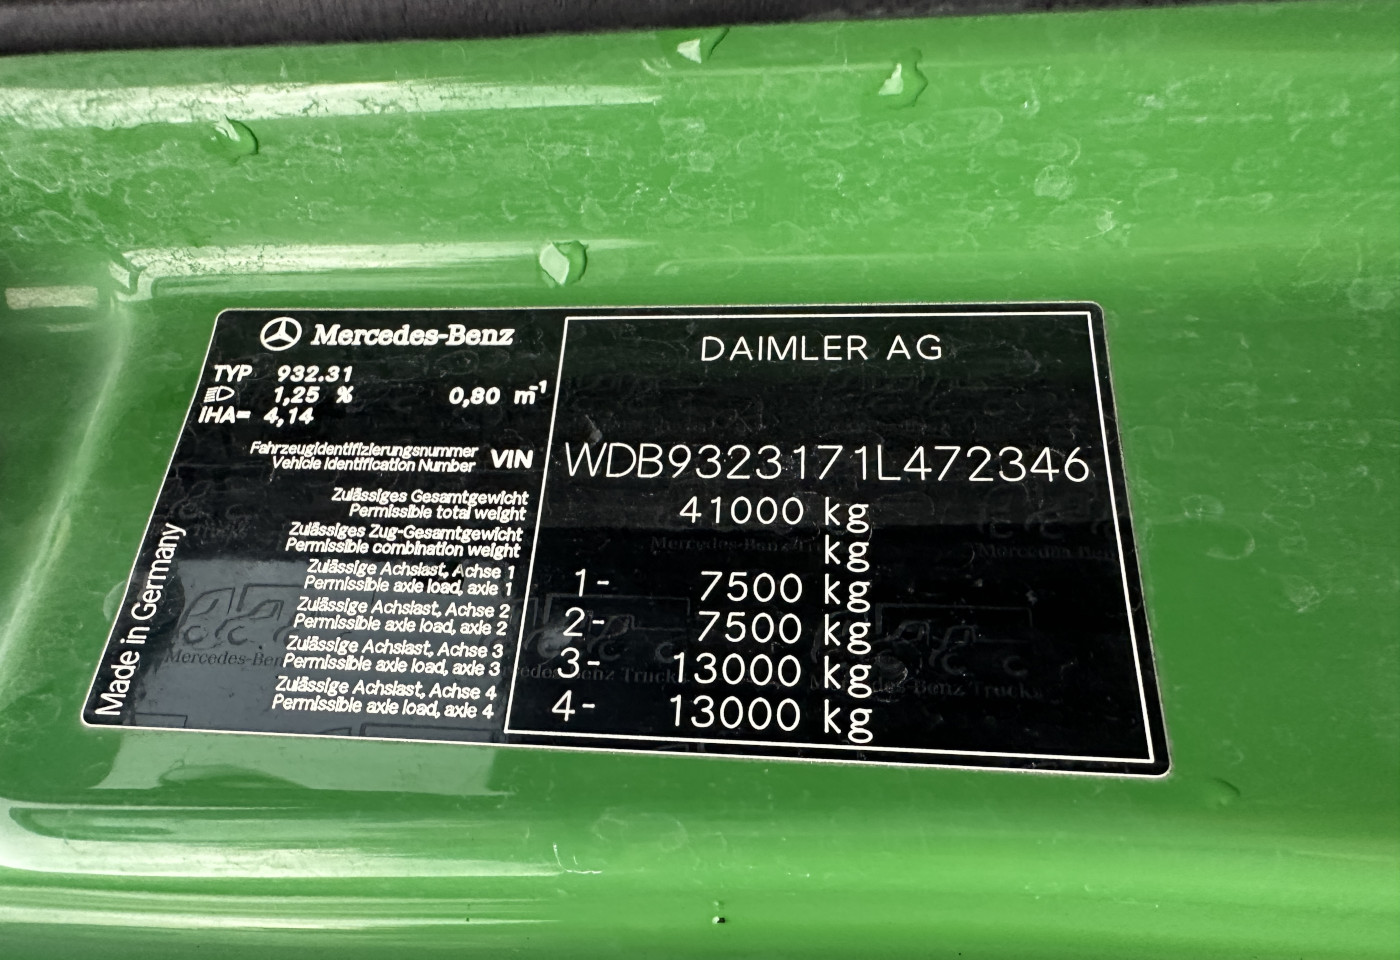 Mercedes-Benz
TYP 932.31
1,25 % 0,80 m-1
IHA= 4,14
Fahrzeugidentifizierungsnummer
Vehicle Identification Number VIN
Zulässiges Gesamtgewicht
Permissible total weight
Zulässiges Zug-Gesamtgewicht
Permissible combination weight
Zulässige Achslast, Achse 1
Permissible axle load, axle 1
Zulässige Achslast, Achse 2
Permissible axle load, axle 2
Zulässige Achslast, Achse 3
Permissible axle load, axle 3
Zulässige Achslast, Achse 4
Permissible axle load, axle 4
Made in Germany
DAIMLER AG
WDB9323171L472346
41000 kg
kg
1- 7500 kg
2- 7500 kg
3- 13000 kg
4- 13000 kg